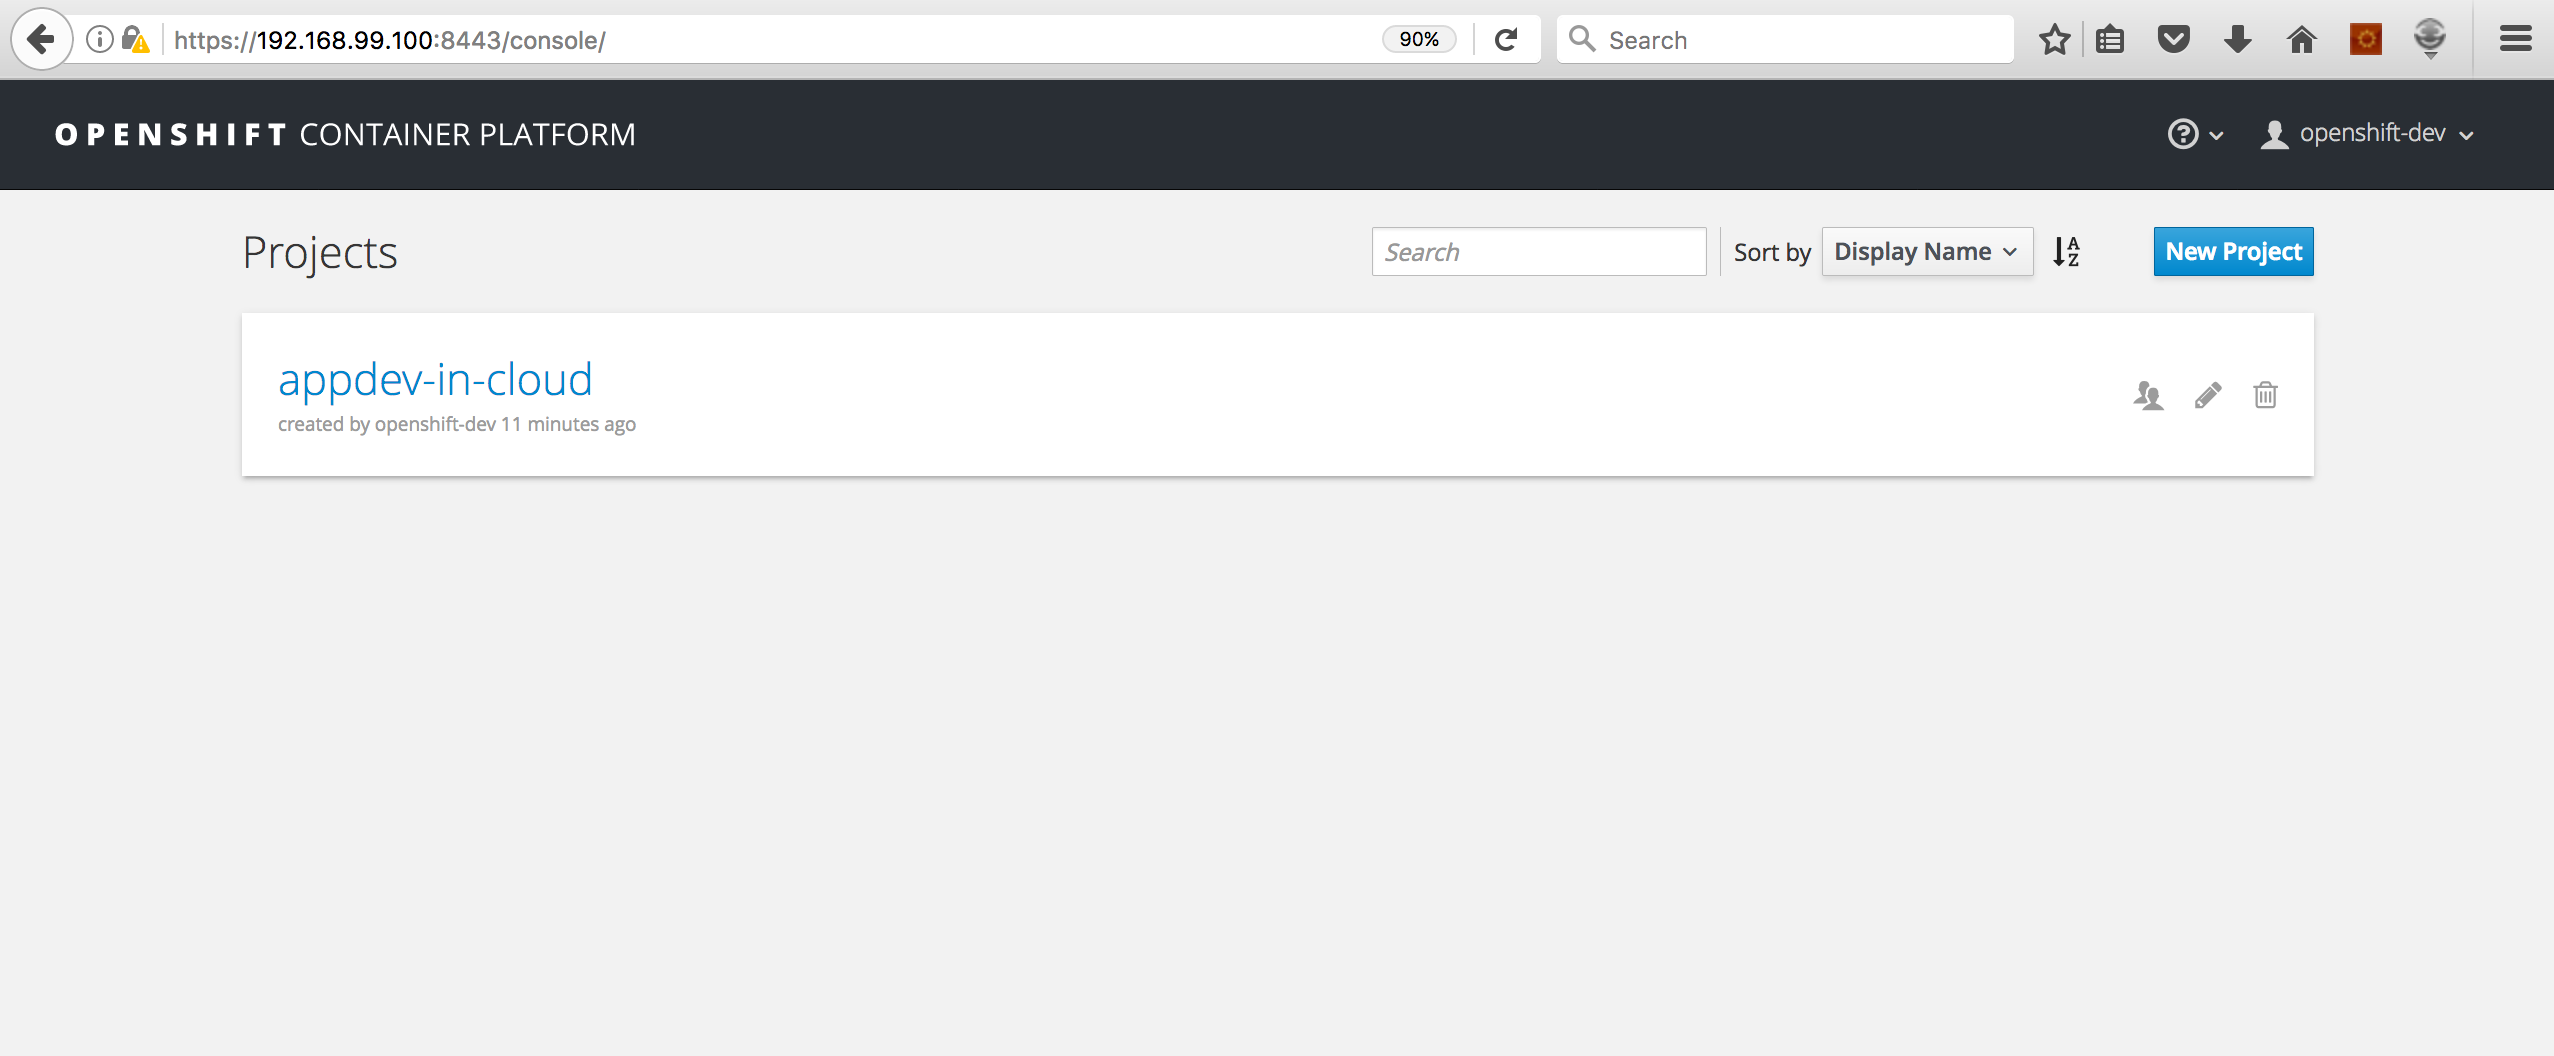 https://192.168.99.100:8443/console/ 90% Search
OPENSHIFT CONTAINER PLATFORM openshift-dev
Projects Search Sort by Display Name New Project
appdev-in-cloud
created by openshift-dev 11 minutes ago